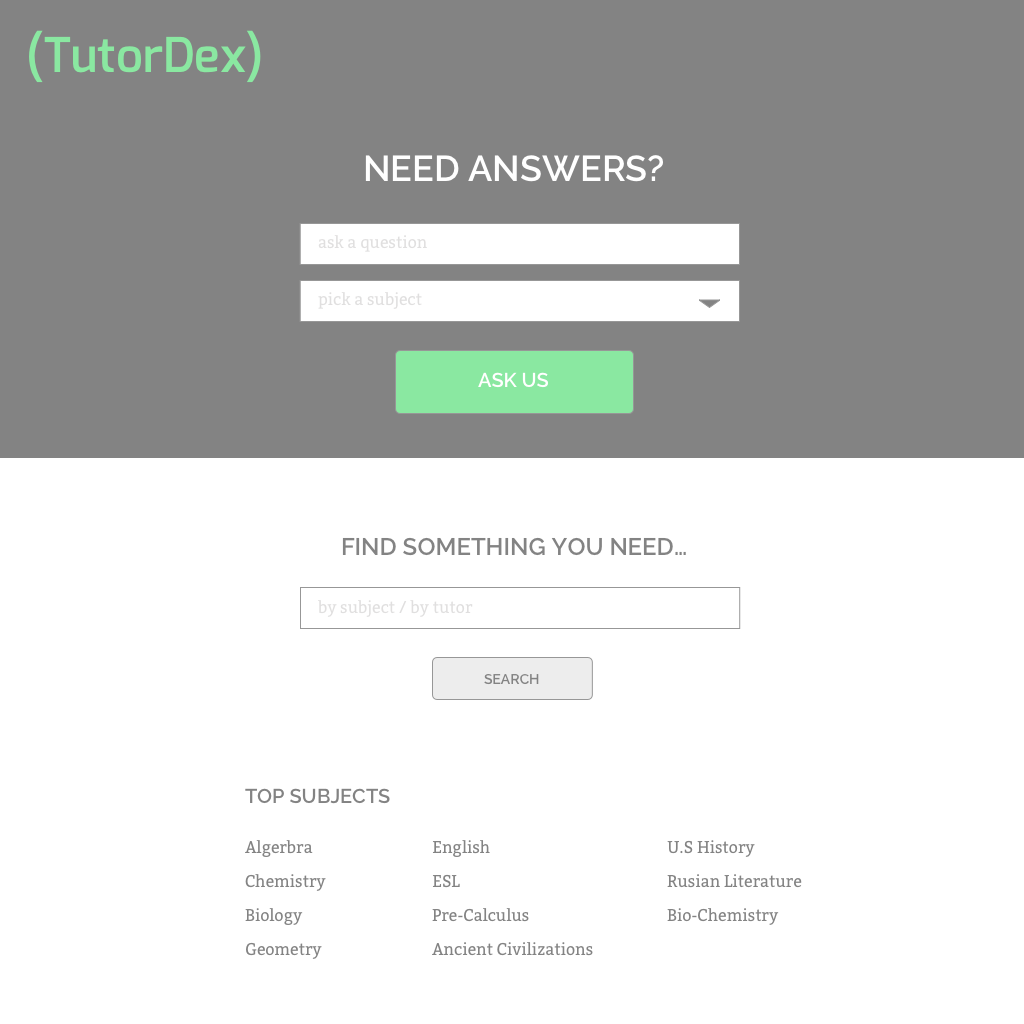 (TutorDex)
NEED ANSWERS?
ask a question
pick a subject
ASK US
FIND SOMETHING YOU NEED...
by subject / by tutor
SEARCH
TOP SUBJECTS
Algerbra English U.S History
Chemistry ESL Rusian Literature
Biology Pre-Calculus Bio-Chemistry
Geometry Ancient Civilizations